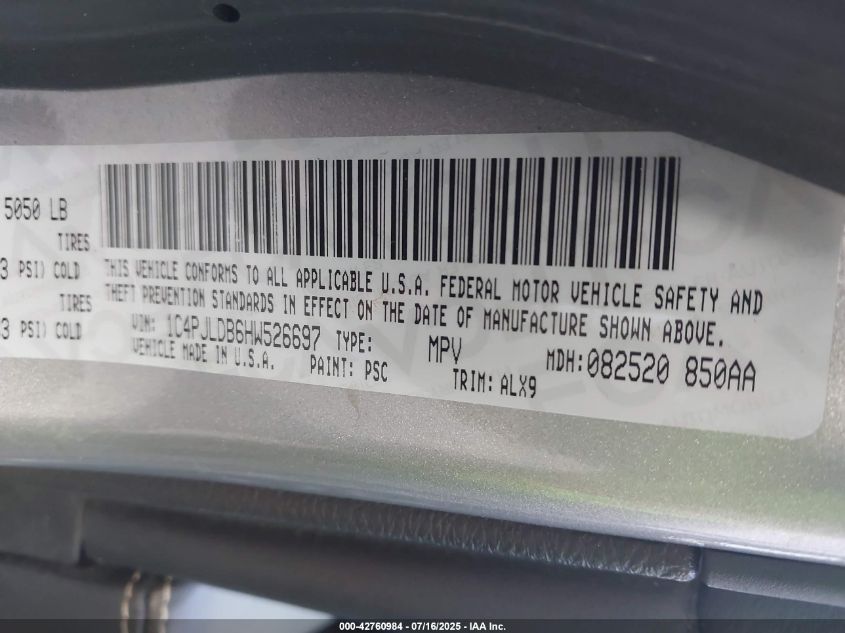 5050 LB
TIRES
3 PSI) COLD
TIRES
3 PSI) COLD
THIS VEHICLE CONFORMS TO ALL APPLICABLE U.S.A. FEDERAL MOTOR VEHICLE SAFETY AND
THEFT PREVENTION STANDARDS IN EFFECT ON THE DATE OF MANUFACTURE SHOWN ABOVE.
VIN: 1C4PJLDB6HW526697 TYPE: MPV MDH: 082520 850AA
VEHICLE MADE IN U.S.A. PAINT: PSC TRIM: ALX9
000-42760984 - 07/16/2025 - IAA Inc.